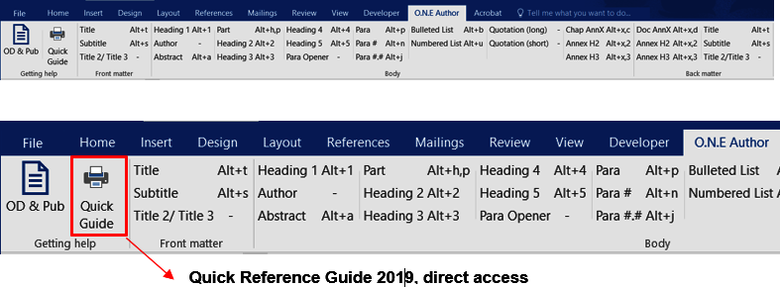 File Home Insert Design Layout References Mailings Review View Developer O.N.E Author Acrobat Tell me what you want to do...
Title Alt+t Heading 1 Alt+1 Part Alt+h,p Heading 4 Alt+4 Para Alt+p Bulleted List Alt+b Quotation (long) - Chap AnnX Alt+x,c Doc AnnX Alt+x,d Title Alt+t
OD & Pub Quick Guide Subtitle Alt+s Author - Heading 2 Alt+2 Heading 5 Alt+5 Para # Alt+n Numbered List Alt+u Quotation (short) - Annex H2 Alt+x,2 Annex H2 Alt+x,2 Subtitle Alt+s
Title 2/ Title 3 - Abstract Alt+a Heading 3 Alt+3 Para Opener - Para #.# Alt+j Annex H3 Alt+x,3 Annex H3 Alt+x,3 Title 2/Title 3 -
Getting help Front matter Body Back matter
File Home Insert Design Layout References Mailings Review View Developer O.N.E Author
Title Alt+t Heading 1 Alt+1 Part Alt+h,p Heading 4 Alt+4 Para Alt+p Bulleted List
OD & Pub Quick Guide Subtitle Alt+s Author - Heading 2 Alt+2 Heading 5 Alt+5 Para # Alt+n Numbered List
Title 2/ Title 3 - Abstract Alt+a Heading 3 Alt+3 Para Opener - Para #.# Alt+j
Getting help Front matter Body
Quick Reference Guide 2019, direct access